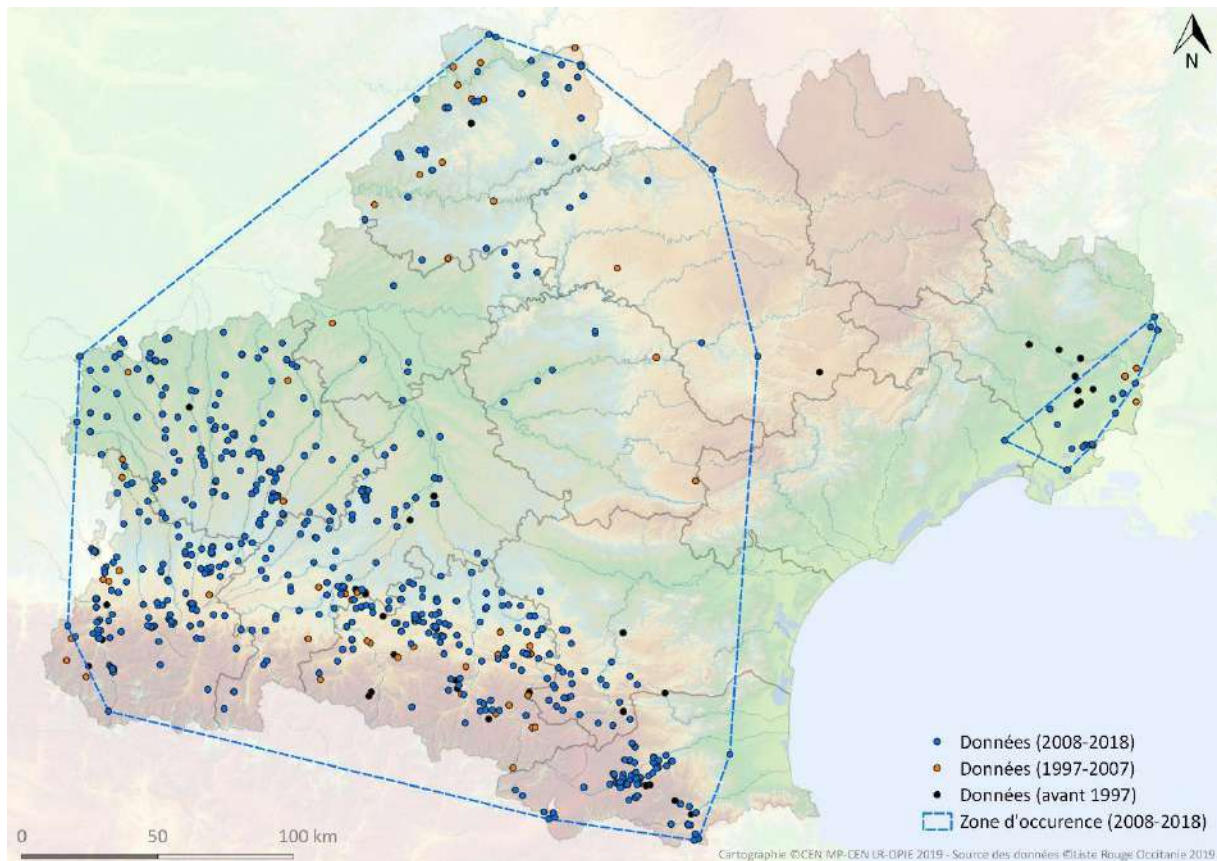 N
Données (2008-2018)
Données (1997-2007)
Données (avant 1997)
Zone d'occurence (2008-2018)
0 50 100 km
Cartographie ©CEN MP-CEN LR-OPIE 2019 - Source des données ©Liste Rouge Occitanie 2019